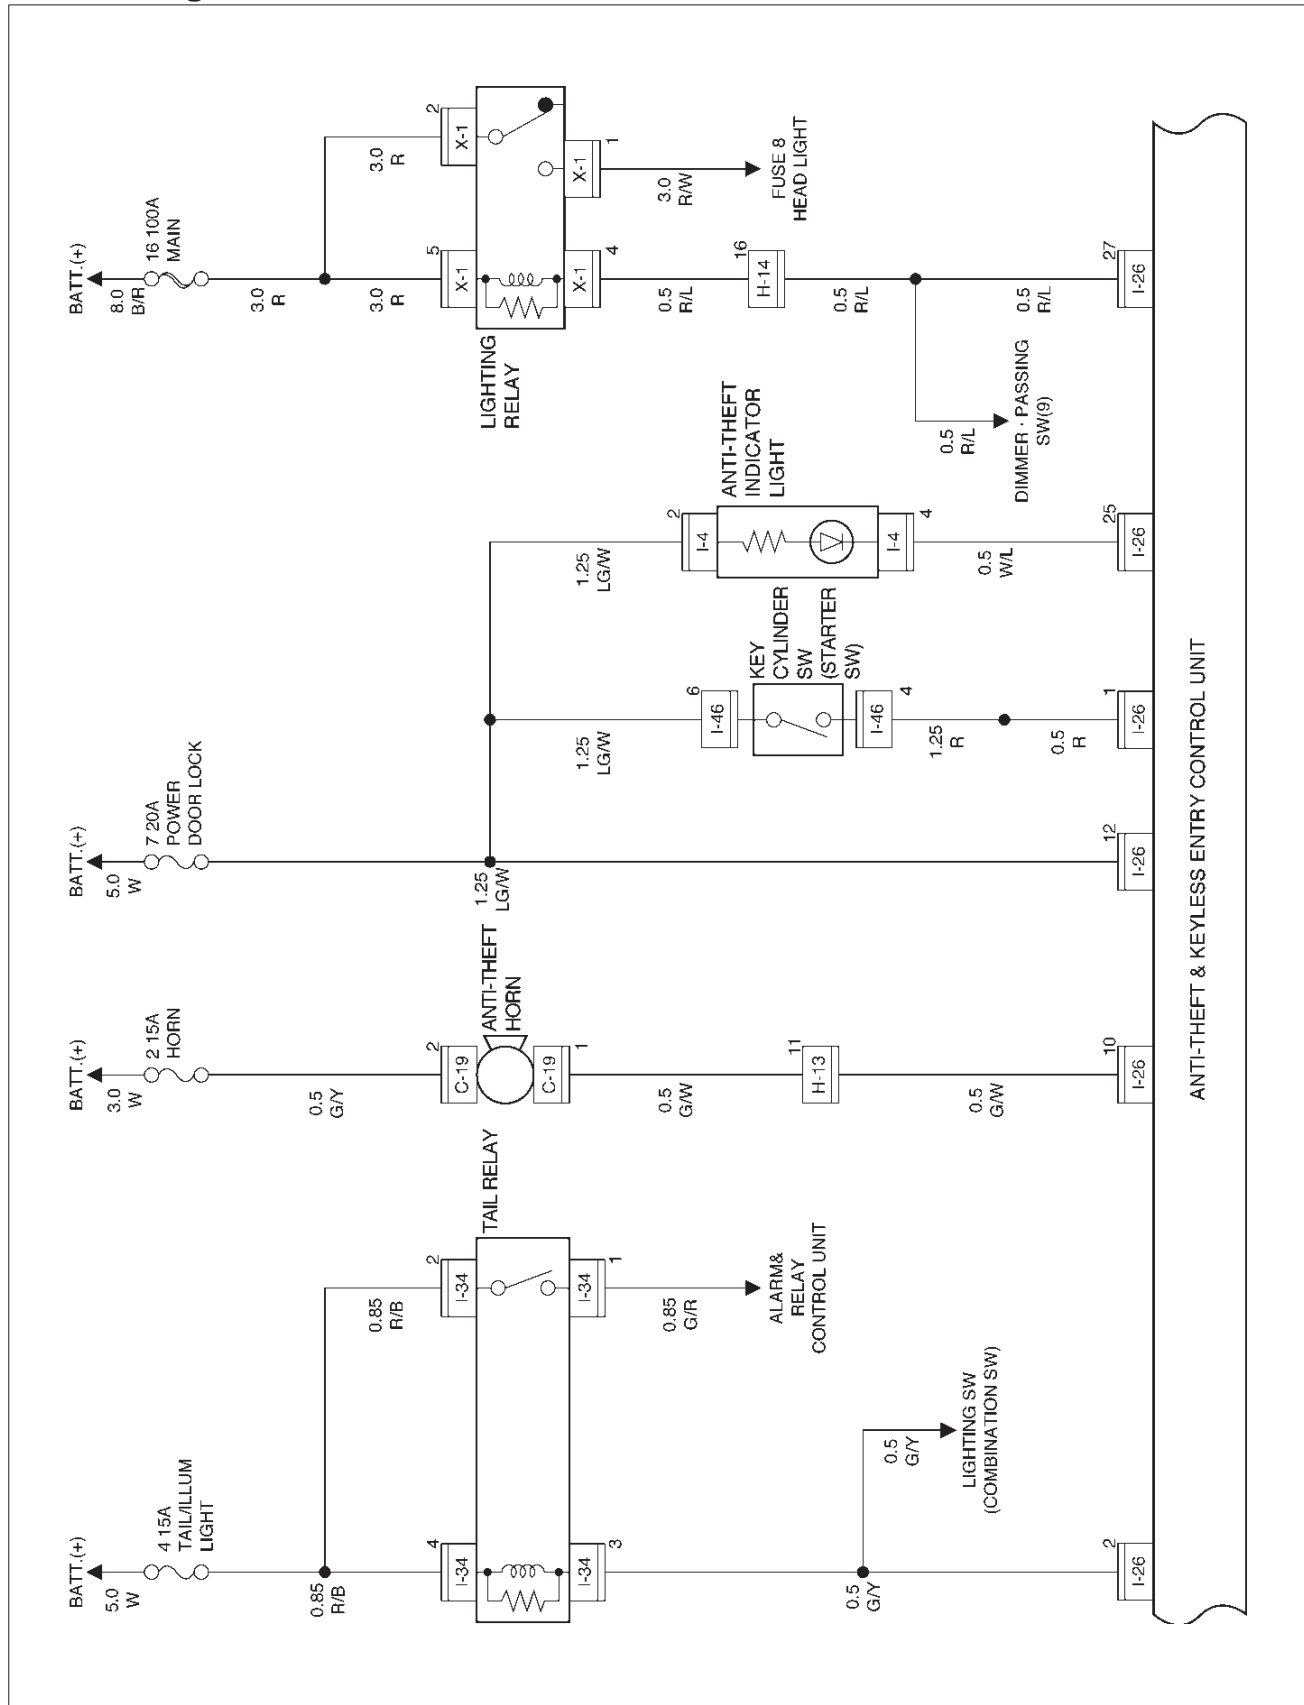 BATT.(+)
5.0
W
4 15A
TAIL/ILLUM
LIGHT
0.85
R/B
0.85
R/B
4
I-34
2
I-34
TAIL RELAY
I-34
3
I-34
1
0.85
G/R
ALARM&
RELAY
CONTROL UNIT
0.5
G/Y
LIGHTING SW
(COMBINATION SW)
0.5
G/Y
2
I-26
BATT.(+)
3.0
W
2 15A
HORN
0.5
G/Y
2
C-19
ANTI-THEFT
HORN
C-19
1
0.5
G/W
11
H-13
0.5
G/W
10
I-26
BATT.(+)
5.0
W
7 20A
POWER
DOOR LOCK
1.25
LG/W
12
I-26
1.25
LG/W
6
I-46
KEY
CYLINDER
SW
(STARTER
SW)
I-46
4
1.25
R
0.5
R
1
I-26
1.25
LG/W
2
I-4
ANTI-THEFT
INDICATOR
LIGHT
I-4
4
0.5
W/L
25
I-26
BATT.(+)
8.0
B/R
16 100A
MAIN
3.0
R
3.0
R
3.0
R
5
X-1
2
X-1
LIGHTING
RELAY
X-1
4
X-1
1
3.0
R/W
FUSE 8
HEAD LIGHT
0.5
R/L
16
H-14
0.5
R/L
0.5
R/L
DIMMER · PASSING
SW(9)
0.5
R/L
27
I-26
ANTI-THEFT & KEYLESS ENTRY CONTROL UNIT